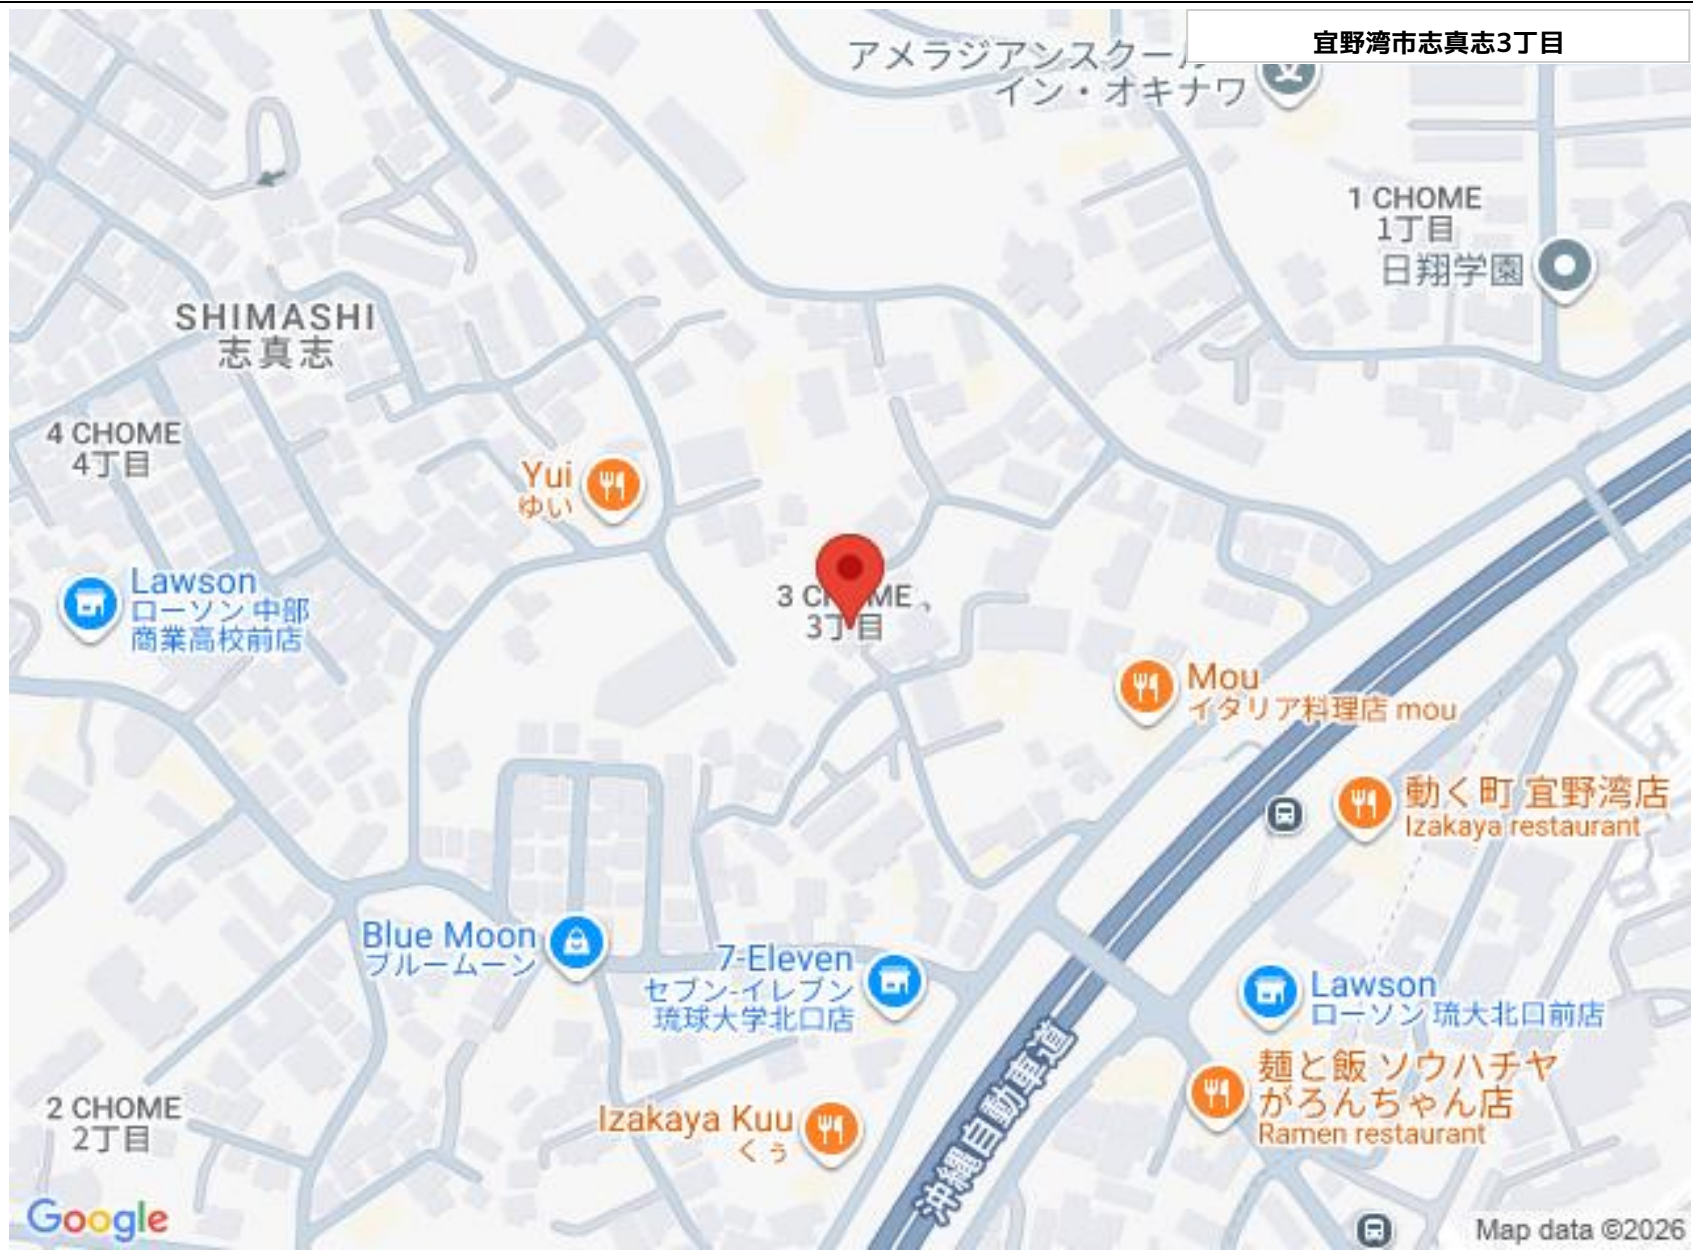 宜野湾市志真志3丁目
アメラジアンスクール
イン・オキナワ
1 CHOME
1丁目
日翔学園
SHIMASHI
志真志
4 CHOME
4丁目
Yui
ゆい
Lawson
ローソン 中部
商業高校前店
3 CHOME
3丁目
Mou
イタリア料理店 mou
動く町 宜野湾店
Izakaya restaurant
Blue Moon
ブルームーン
7-Eleven
セブン-イレブン
琉球大学北口店
Lawson
ローソン 琉大北口前店
麺と飯 ソウハチヤ
がろんちゃん店
Ramen restaurant
沖縄自動車道
2 CHOME
2丁目
Izakaya Kuu
くぅ
Google
Map data ©2026